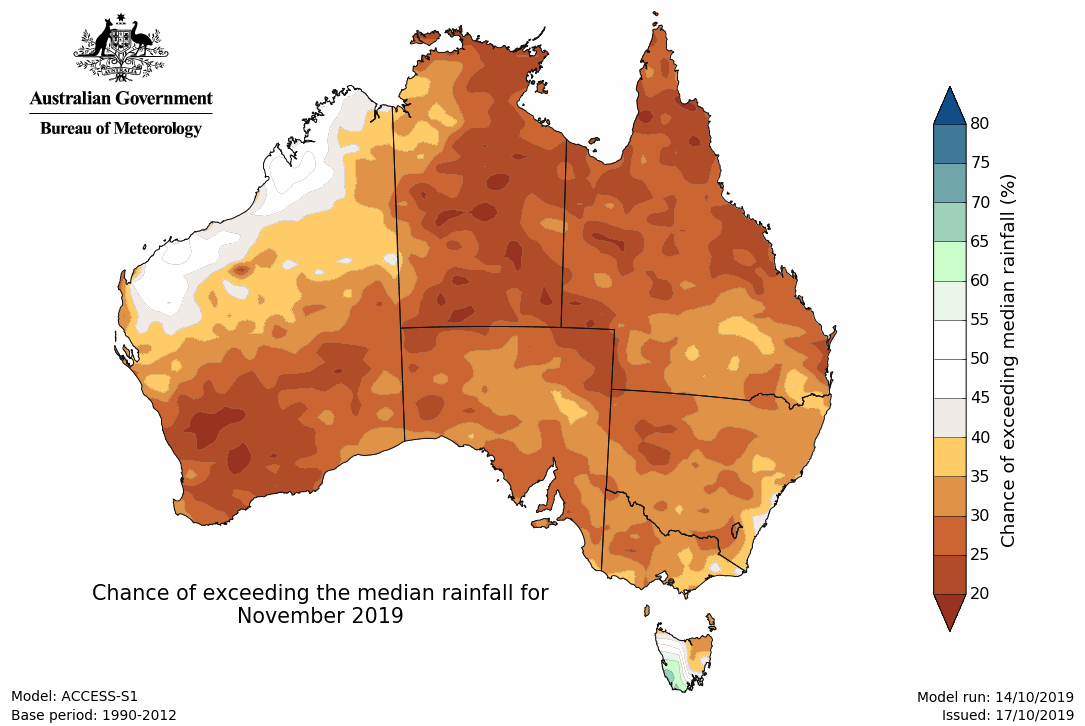 Australian Government
Bureau of Meteorology
80
75
70
65
60
55
50
45
40
35
30
25
20
Chance of exceeding median rainfall (%)
Chance of exceeding the median rainfall for
November 2019
Model: ACCESS-S1
Base period: 1990-2012
Model run: 14/10/2019
Issued: 17/10/2019